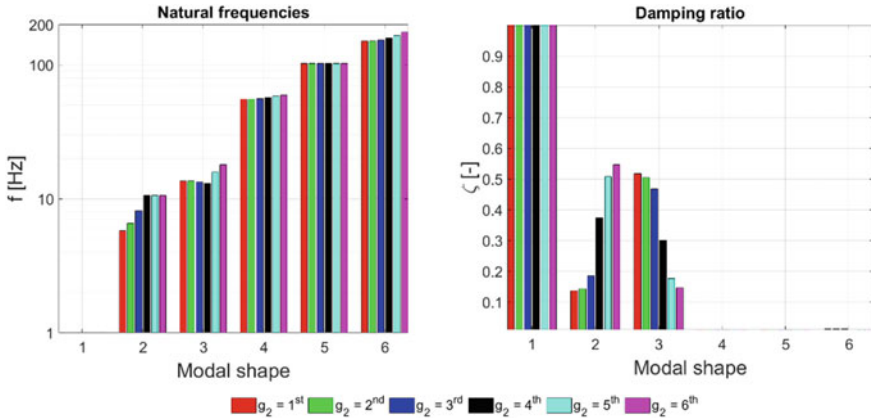 Natural frequencies
200
100
10
1
f [Hz]
1 2 3 4 5 6
Modal shape
Damping ratio
0.9
0.8
0.7
0.6
0.5
0.4
0.3
0.2
0.1
ζ [-]
1 2 3 4 5 6
Modal shape
g₂ = 1ˢᵗ g₂ = 2ⁿᵈ g₂ = 3ʳᵈ g₂ = 4ᵗʰ g₂ = 5ᵗʰ g₂ = 6ᵗʰ